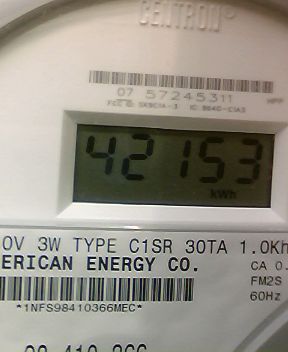 CENTRON®
07 57245311
HPP
42153
kWh
0V 3W TYPE C1SR 30TA 1.0Kh
ERICAN ENERGY CO.
CA 0.
FM2S
*1NFS98410366MEC*
60Hz